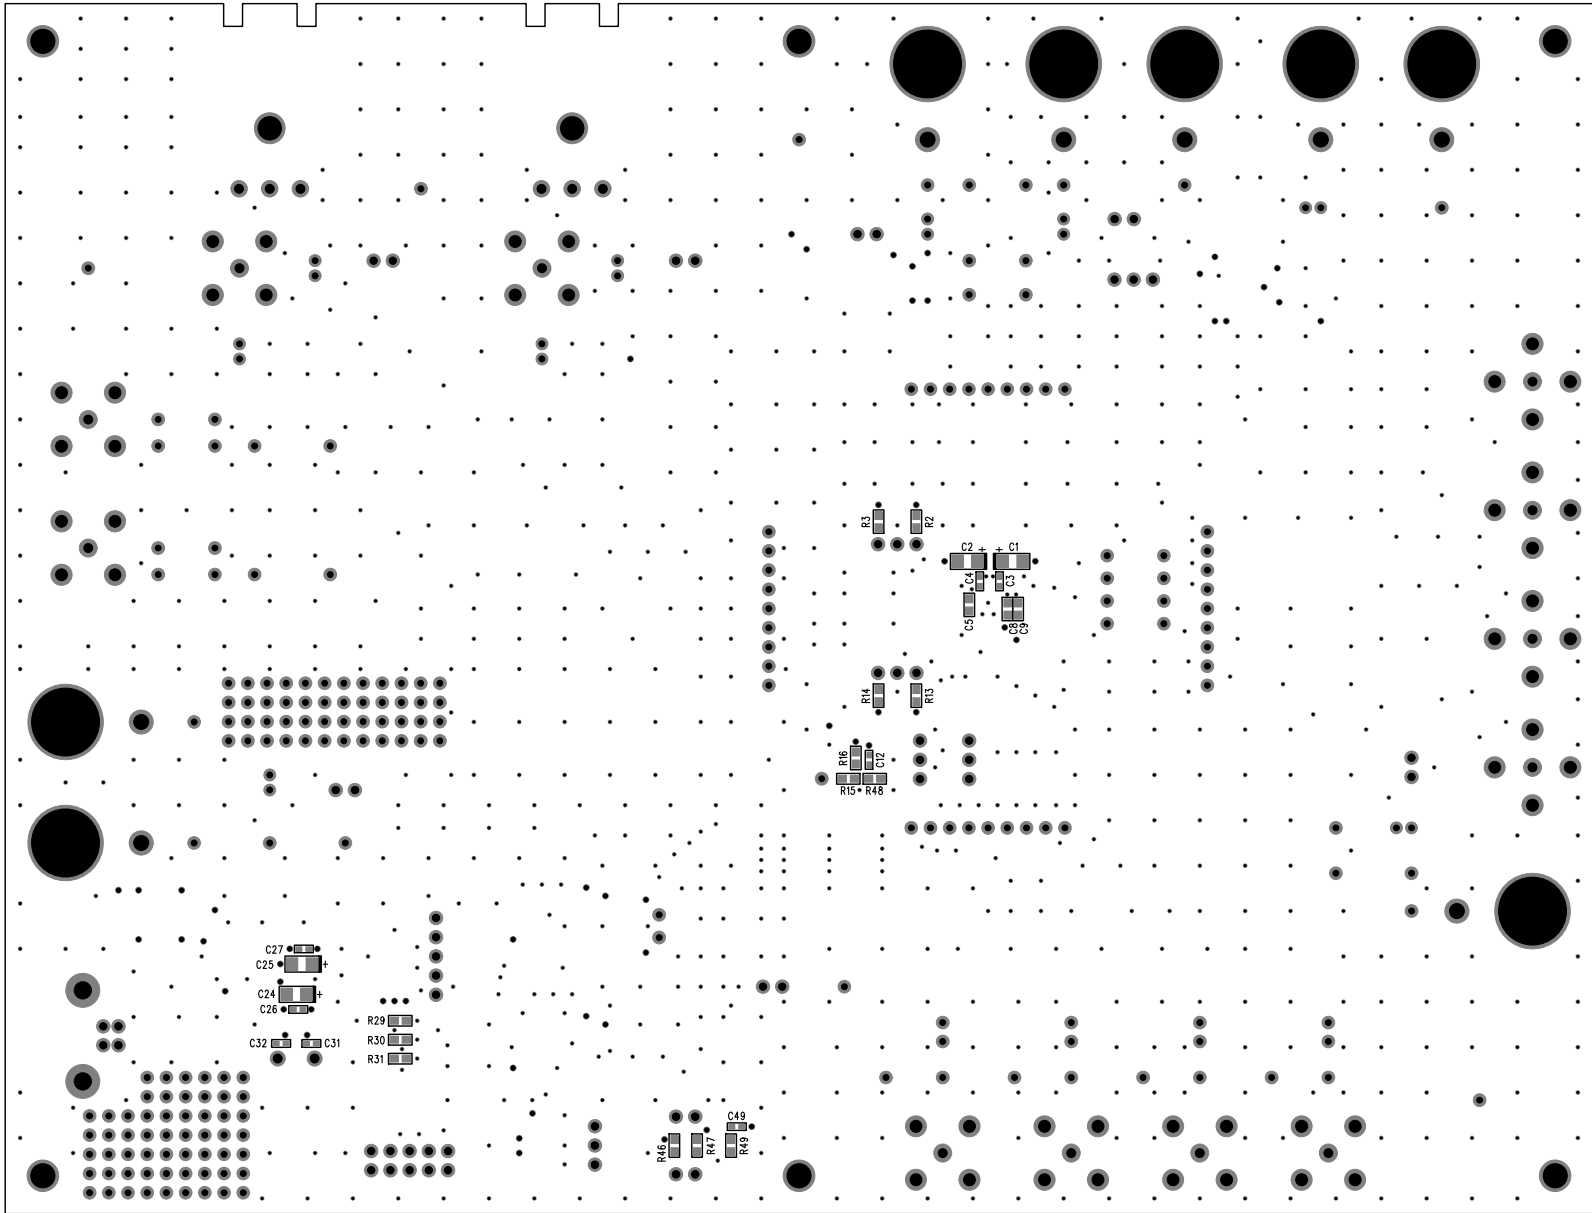 R3
R2
C2 + + C1
C4
C3
C5
C8
C9
R14
R13
R16
C12
R15
R48
C27
C25 +
C24 +
C26
R29
R30
C32
C31
R31
C49
R46
R47
R49